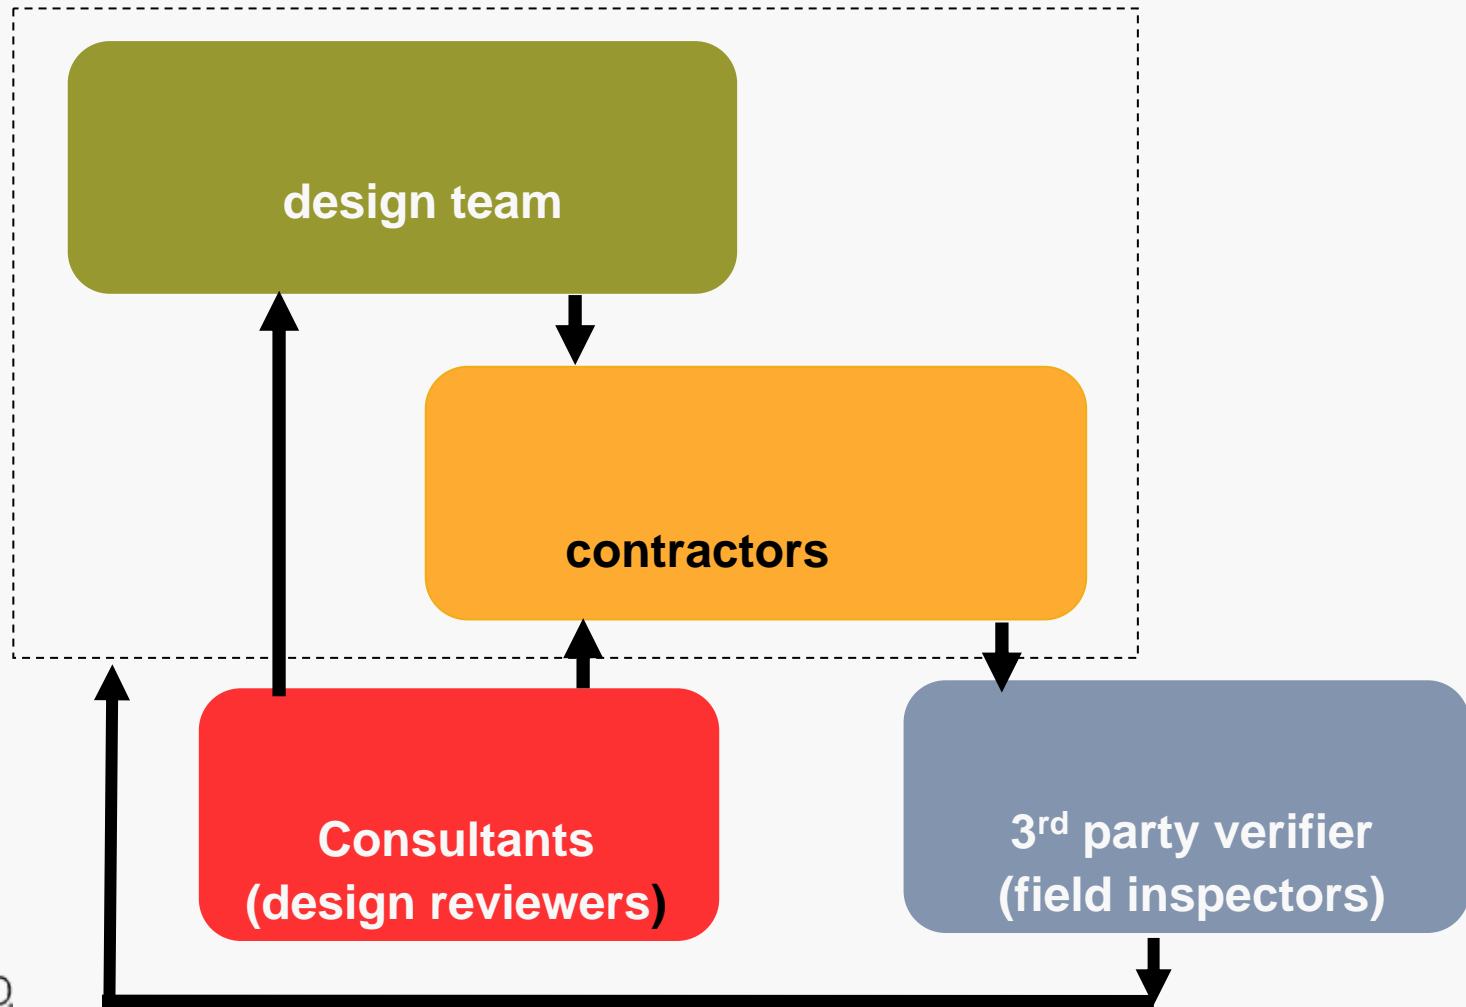 design team
contractors
Consultants
(design reviewers)
3rd party verifier
(field inspectors)